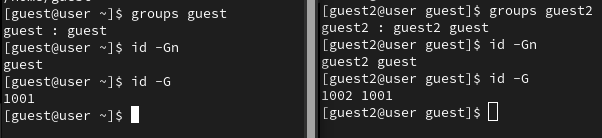 [guest@user ~]$ groups guest
guest : guest
[guest@user ~]$ id -Gn
guest
[guest@user ~]$ id -G
1001
[guest@user ~]$
[guest2@user guest]$ groups guest2
guest2 : guest2 guest
[guest2@user guest]$ id -Gn
guest2 guest
[guest2@user guest]$ id -G
1002 1001
[guest2@user guest]$